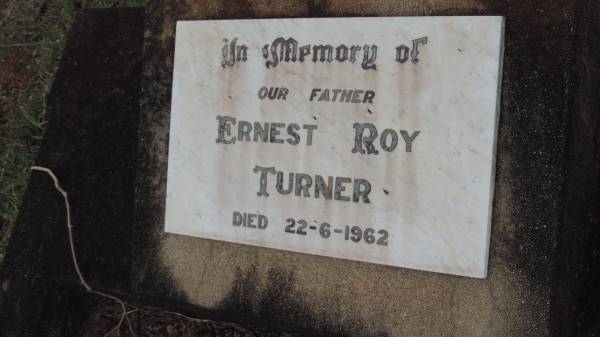 In Memory of
OUR FATHER
ERNEST ROY
TURNER
DIED 22-6-1962